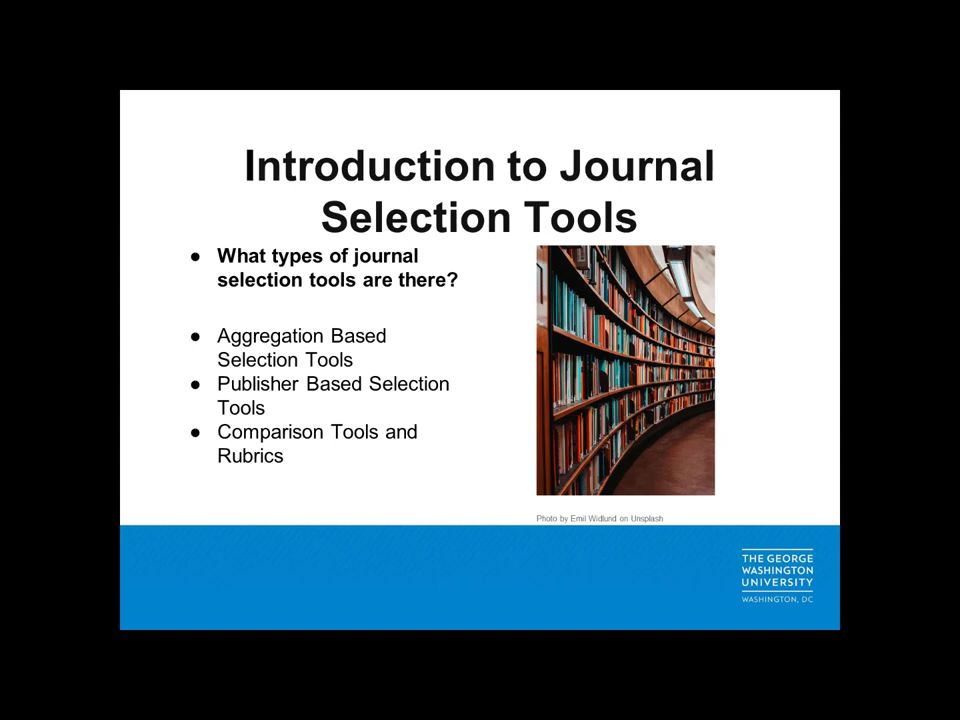 Introduction to Journal
Selection Tools
● What types of journal
selection tools are there?
● Aggregation Based
Selection Tools
● Publisher Based Selection
Tools
● Comparison Tools and
Rubrics
Photo by Emil Widlund on Unsplash
THE GEORGE
WASHINGTON
UNIVERSITY
WASHINGTON, DC